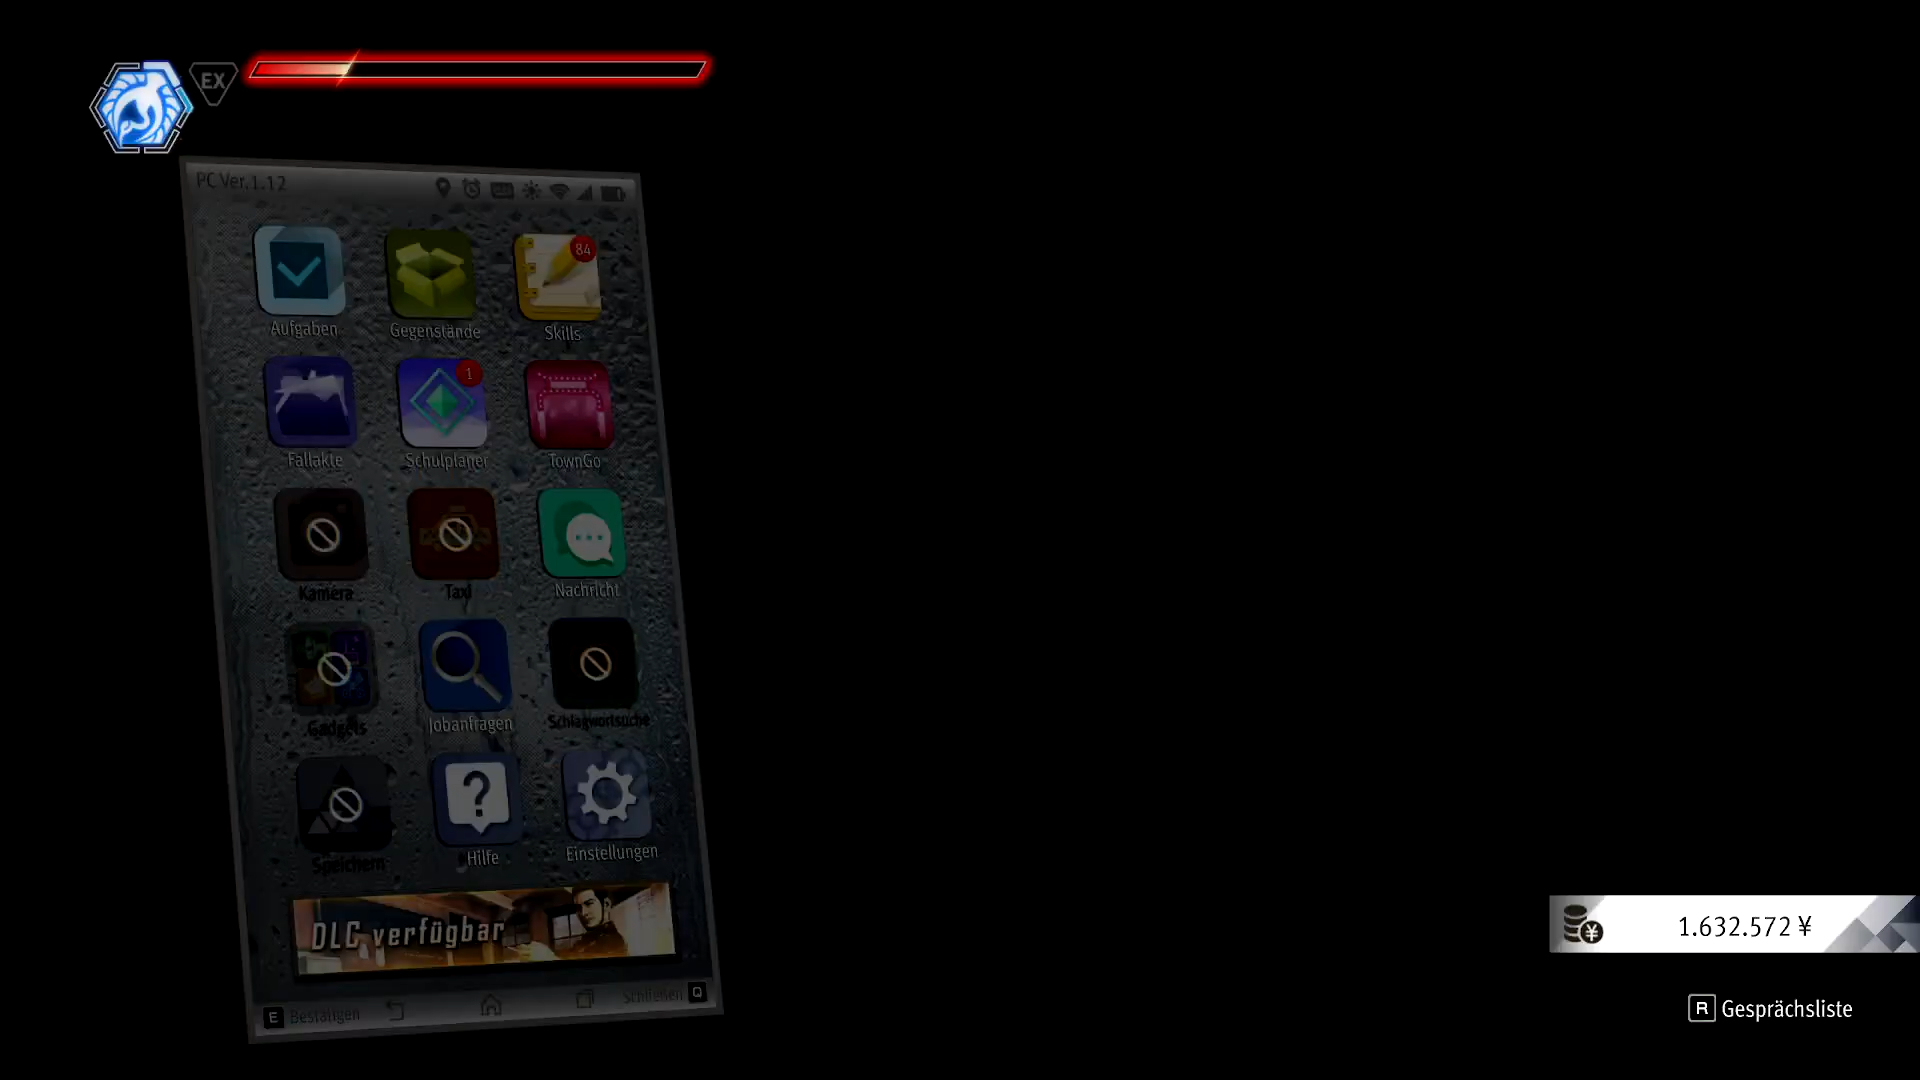 EX
PC Ver.1.12
84
Aufgaben
Gegenstände
Skills
1
Fallakte
Schulplaner
TownGo
Kamera
Taxi
Nachricht
Gadgets
Jobanfragen
Schlagwortsuche
Speichern
Hilfe
Einstellungen
DLC verfügbar
E Bestätigen
Schließen Q
1.632.572 ¥
R Gesprächsliste